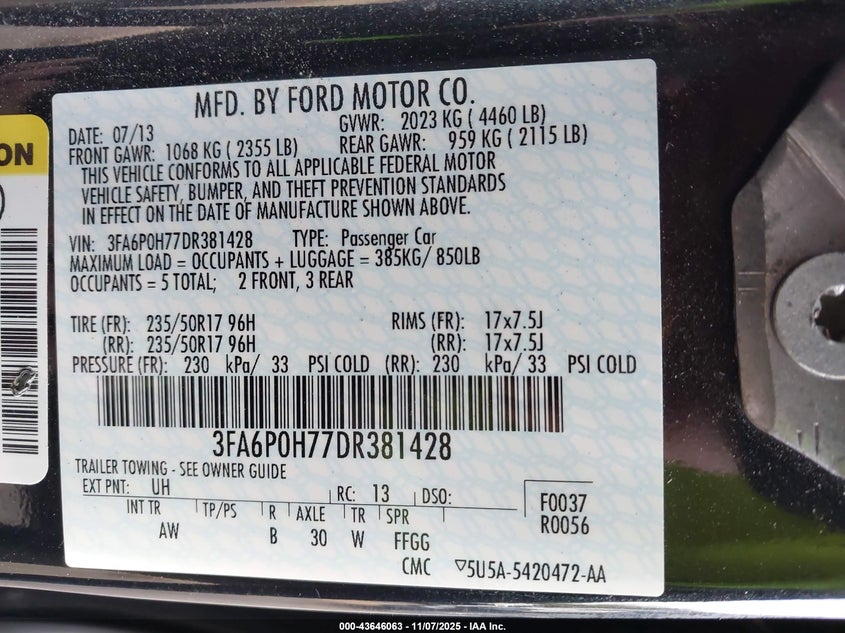 ON
MFD. BY FORD MOTOR CO.
DATE: 07/13 GVWR: 2023 KG ( 4460 LB)
FRONT GAWR: 1068 KG ( 2355 LB) REAR GAWR: 959 KG ( 2115 LB)
THIS VEHICLE CONFORMS TO ALL APPLICABLE FEDERAL MOTOR
VEHICLE SAFETY, BUMPER, AND THEFT PREVENTION STANDARDS
IN EFFECT ON THE DATE OF MANUFACTURE SHOWN ABOVE.
VIN: 3FA6P0H77DR381428 TYPE: Passenger Car
MAXIMUM LOAD = OCCUPANTS + LUGGAGE = 385KG/ 850LB
OCCUPANTS = 5 TOTAL; 2 FRONT, 3 REAR
TIRE (FR): 235/50R17 96H RIMS (FR): 17x7.5J
(RR): 235/50R17 96H (RR): 17x7.5J
PRESSURE (FR): 230 kPa/ 33 PSI COLD (RR): 230 kPa/ 33 PSI COLD
3FA6P0H77DR381428
TRAILER TOWING - SEE OWNER GUIDE
EXT PNT: UH RC: 13 DSO: F0037
INT TR TP/PS R AXLE TR SPR R0056
AW B 30 W FFGG
CMC ▽5U5A-5420472-AA
000-43646063 - 11/07/2025 - IAA Inc.